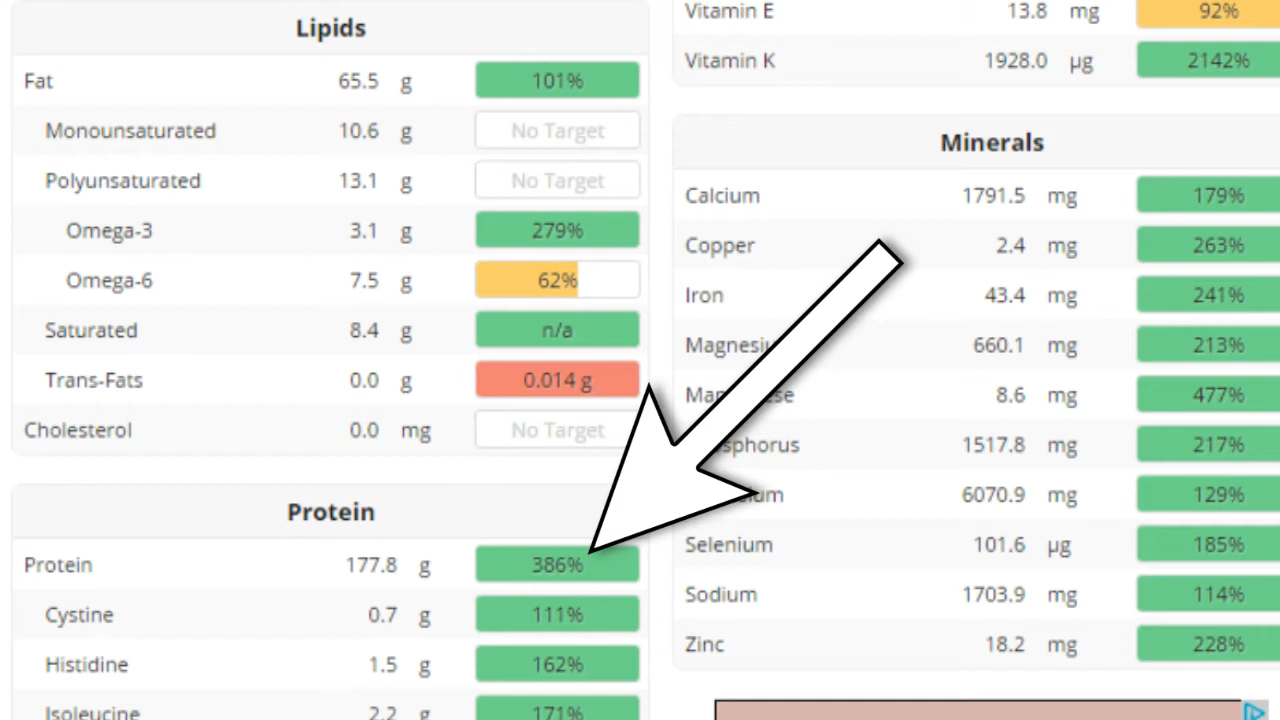 Lipids
Fat 65.5 g 101%
Monounsaturated 10.6 g No Target
Polyunsaturated 13.1 g No Target
Omega-3 3.1 g 279%
Omega-6 7.5 g 62%
Saturated 8.4 g n/a
Trans-Fats 0.0 g 0.014 g
Cholesterol 0.0 mg No Target
Protein
Protein 177.8 g 386%
Cystine 0.7 g 111%
Histidine 1.5 g 162%
Isoleucine 2.2 g 171%
Vitamin E 13.8 mg 92%
Vitamin K 1928.0 µg 2142%
Minerals
Calcium 1791.5 mg 179%
Copper 2.4 mg 263%
Iron 43.4 mg 241%
660.1 mg 213%
8.6 mg 477%
1517.8 mg 217%
6070.9 mg 129%
Selenium 101.6 µg 185%
Sodium 1703.9 mg 114%
Zinc 18.2 mg 228%